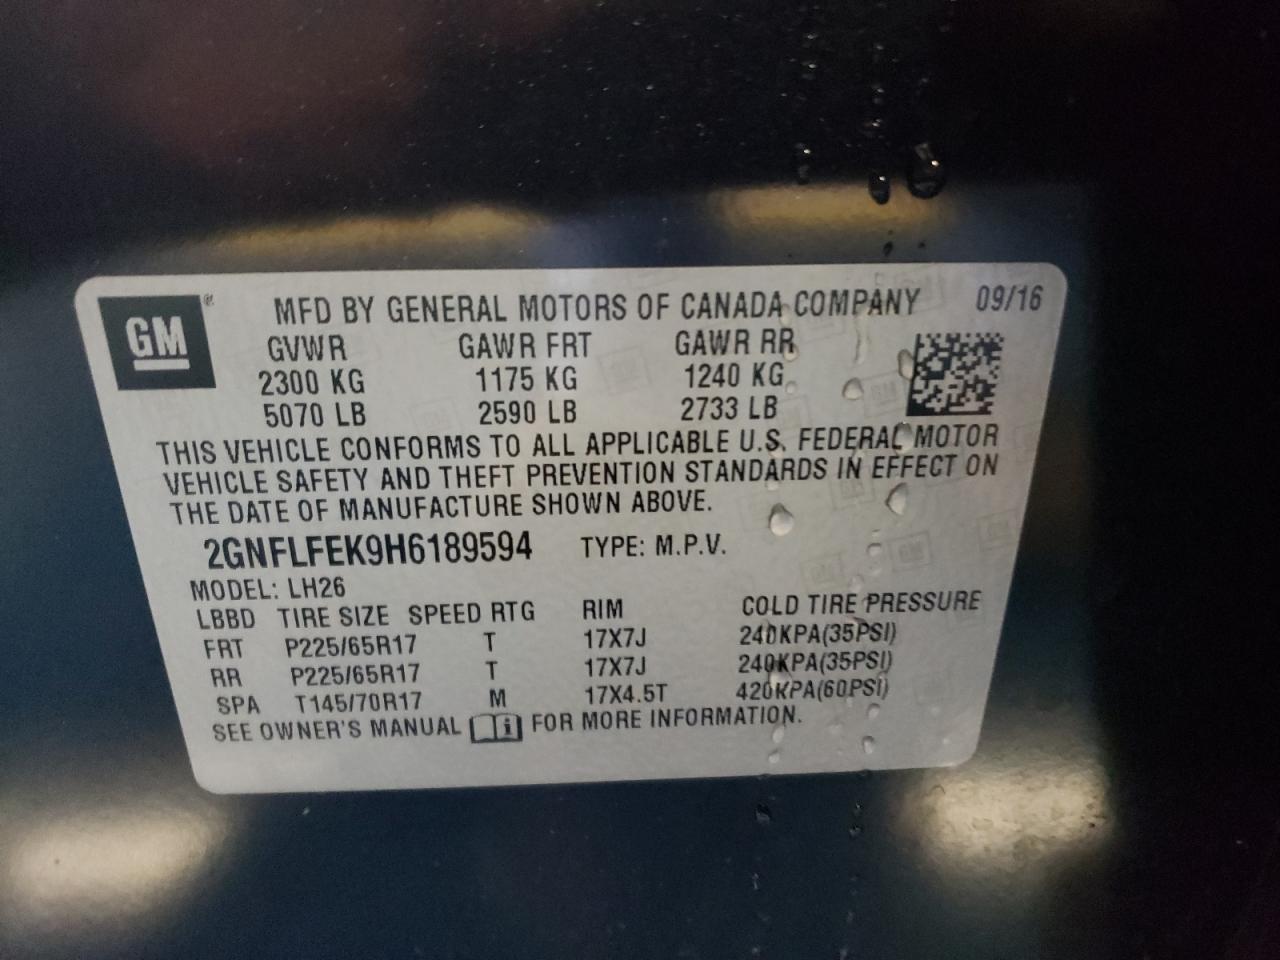 GM ® MFD BY GENERAL MOTORS OF CANADA COMPANY 09/16
GVWR GAWR FRT GAWR RR
2300 KG 1175 KG 1240 KG
5070 LB 2590 LB 2733 LB
THIS VEHICLE CONFORMS TO ALL APPLICABLE U.S. FEDERAL MOTOR
VEHICLE SAFETY AND THEFT PREVENTION STANDARDS IN EFFECT ON
THE DATE OF MANUFACTURE SHOWN ABOVE.
2GNFLFEK9H6189594 TYPE: M.P.V.
MODEL: LH26
LBBD TIRE SIZE SPEED RTG RIM COLD TIRE PRESSURE
FRT P225/65R17 T 17X7J 240KPA(35PSI)
RR P225/65R17 T 17X7J 240KPA(35PSI)
SPA T145/70R17 M 17X4.5T 420KPA(60PSI)
SEE OWNER'S MANUAL i FOR MORE INFORMATION.